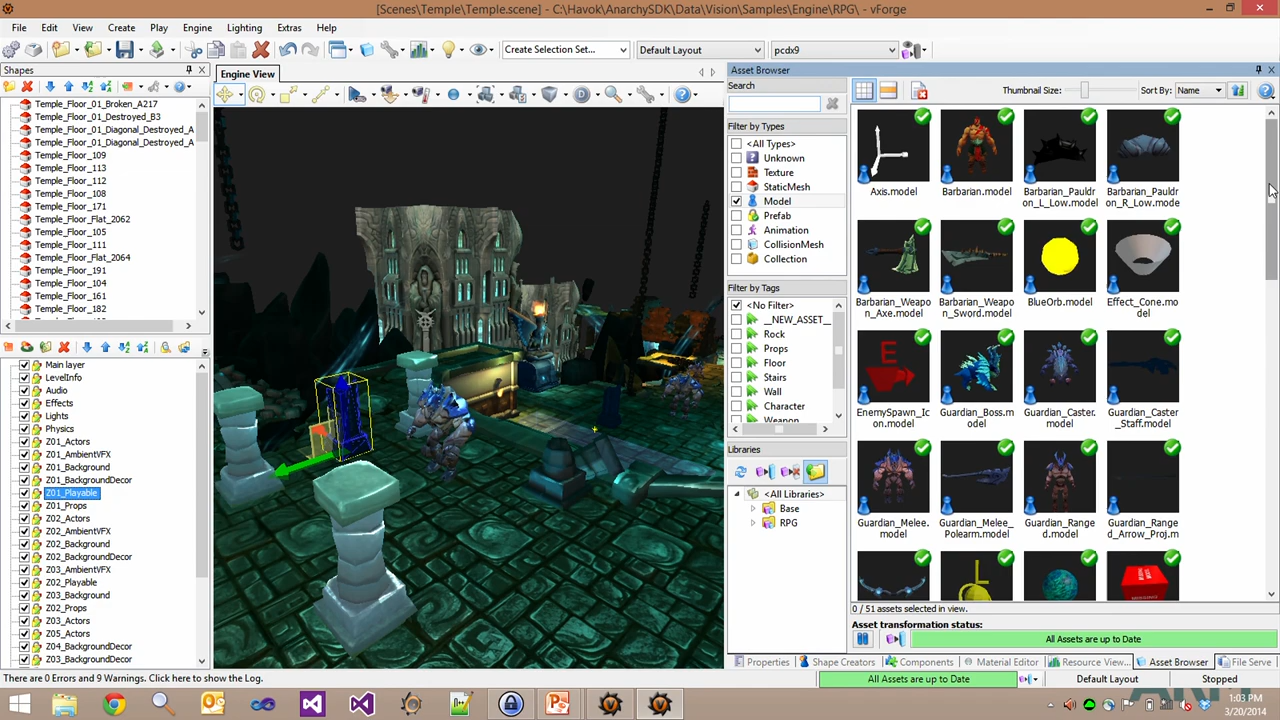 [Scenes\Temple\Temple.scene] - C:\Havok\AnarchySDK\Data\Vision\Samples\Engine\RPG\ - vForge
File Edit View Create Play Engine Lighting Extras Help
Create Selection Set... Default Layout pcdx9
Shapes
Temple_Floor_01_Broken_A217
Temple_Floor_01_Destroyed_B3
Temple_Floor_01_Diagonal_Destroyed_A
Temple_Floor_01_Diagonal_Destroyed_A
Temple_Floor_109
Temple_Floor_113
Temple_Floor_112
Temple_Floor_108
Temple_Floor_171
Temple_Floor_Flat_2062
Temple_Floor_105
Temple_Floor_111
Temple_Floor_Flat_2064
Temple_Floor_191
Temple_Floor_104
Temple_Floor_161
Temple_Floor_182
Main layer
LevelInfo
Audio
Effects
Lights
Physics
Z01_Actors
Z01_AmbientVFX
Z01_Background
Z01_BackgroundDecor
Z01_Playable
Z01_Props
Z02_Actors
Z02_AmbientVFX
Z02_Background
Z02_BackgroundDecor
Z03_AmbientVFX
Z02_Playable
Z03_Background
Z02_Props
Z03_Actors
Z05_Actors
Z04_BackgroundDecor
Z03_BackgroundDecor
Engine View
Asset Browser
Search
Filter by Types
<All Types>
Unknown
Texture
StaticMesh
Model
Prefab
Animation
CollisionMesh
Collection
Filter by Tags
<No Filter>
__NEW_ASSET__
Rock
Props
Floor
Stairs
Wall
Character
Weapon
Libraries
<All Libraries>
Base
RPG
Thumbnail Size: Sort By: Name
Axis.model
Barbarian.model
Barbarian_Pauldr
on_L_Low.mode
Barbarian_Pauldr
on_R_Low.mode
Barbarian_Weapo
n_Axe.model
Barbarian_Weapo
n_Sword.model
BlueOrb.model
Effect_Cone.mo
del
E
EnemySpawn_Ic
on.model
Guardian_Boss.m
odel
Guardian_Caster.
model
Guardian_Caster
_Staff.model
Guardian_Melee.
model
Guardian_Melee_
Polearm.model
Guardian_Range
d.model
Guardian_Range
d_Arrow_Proj.m
0 / 51 assets selected in view.
Asset transformation status:
All Assets are up to Date
Properties Shape Creators Components Material Editor Resource View... Asset Browser File Serve
There are 0 Errors and 9 Warnings. Click here to show the Log.
All Assets are up to Date Default Layout Stopped
1:03 PM
3/20/2014